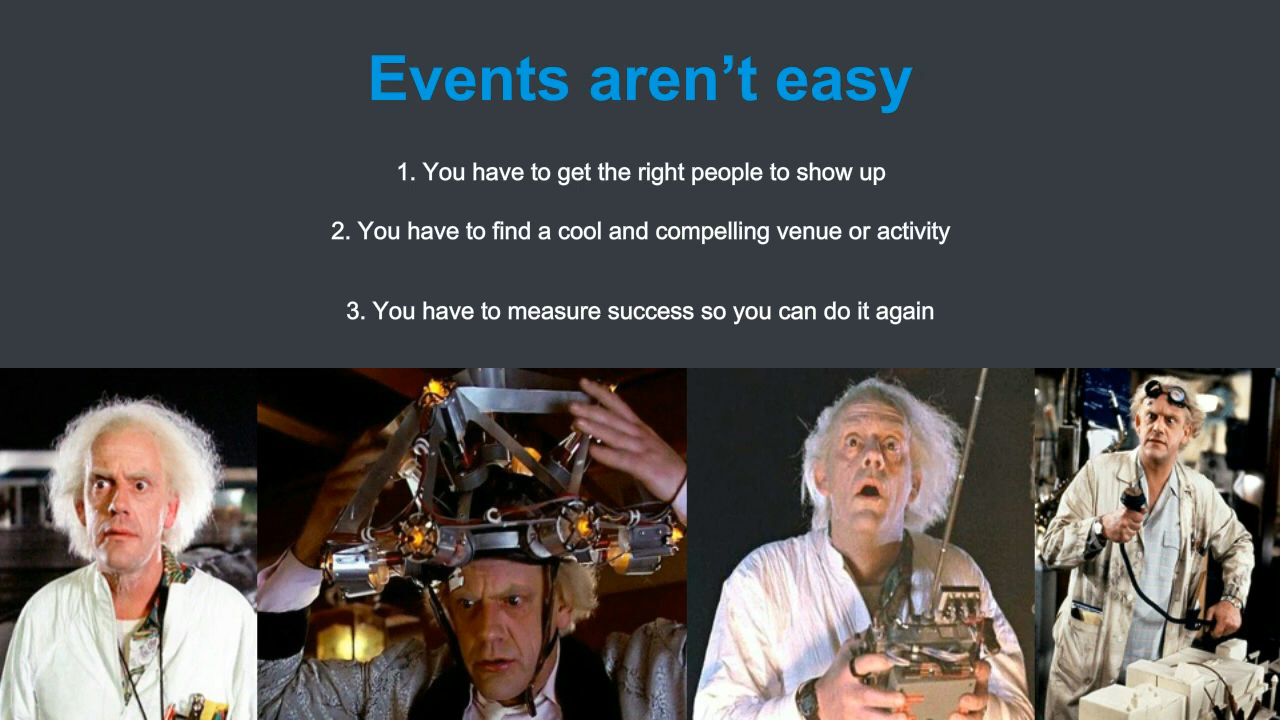 Events aren’t easy
1. You have to get the right people to show up
2. You have to find a cool and compelling venue or activity
3. You have to measure success so you can do it again